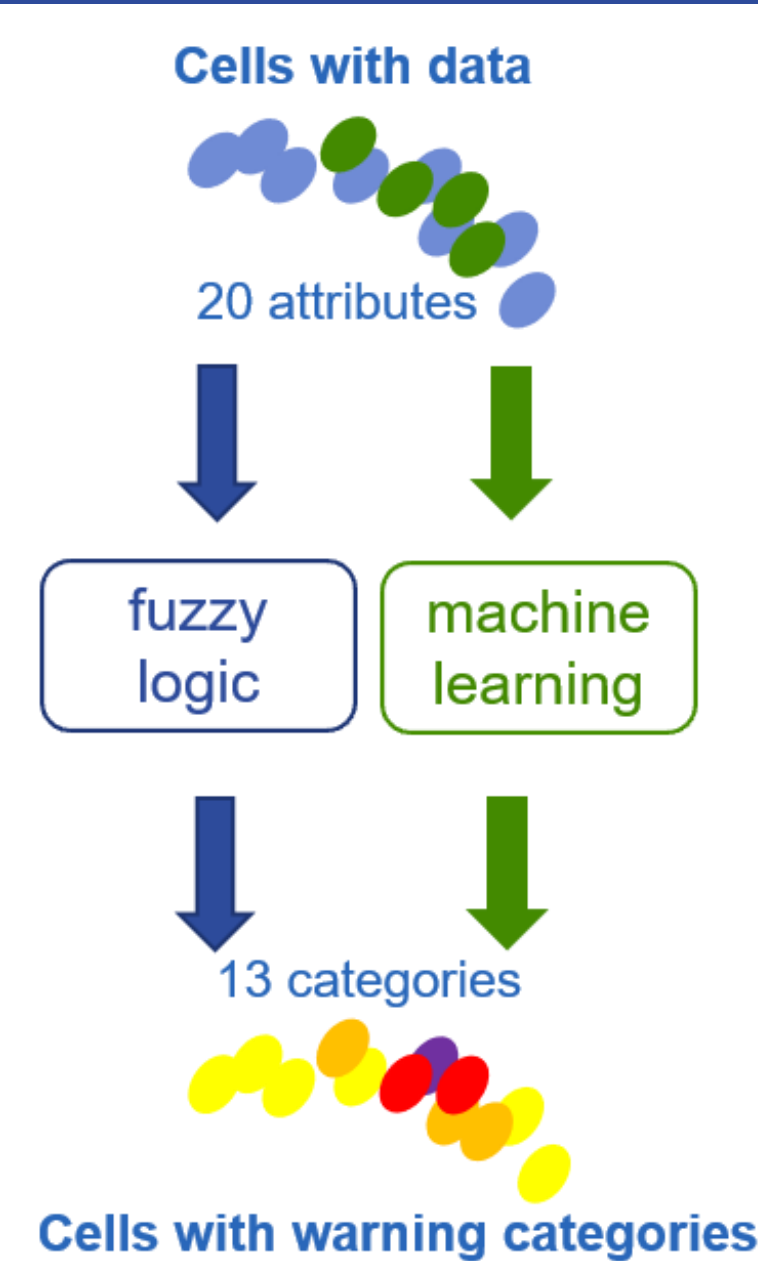 Cells with data
20 attributes
fuzzy
logic
machine
learning
13 categories
Cells with warning categories